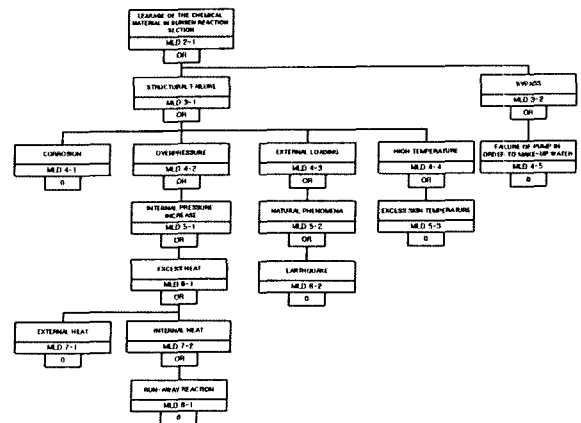 LEAKAGE OF THE CHEMICAL
MATERIAL IN BUNSEN REACTION
SECTION
MLD 2-1
OR
STRUCTURAL FAILURE
MLD 3-1
OR
BYPASS
MLD 3-2
OR
CORROSION
MLD 4-1
0
OVERPRESSURE
MLD 4-2
OR
EXTERNAL LOADING
MLD 4-3
OR
HIGH TEMPERATURE
MLD 4-4
OR
FAILURE OF PUMP IN
ORDER TO MAKE-UP WATER
MLD 4-5
0
INTERNAL PRESSURE
INCREASE
MLD 5-1
OR
NATURAL PHENOMENA
MLD 5-2
OR
EXCESS SKIN TEMPERATURE
MLD 5-3
0
EXCESS HEAT
MLD 6-1
OR
EARTHQUAKE
MLD 6-2
0
EXTERNAL HEAT
MLD 7-1
0
INTERNAL HEAT
MLD 7-2
OR
RUN-AWAY REACTION
MLD 8-1
0